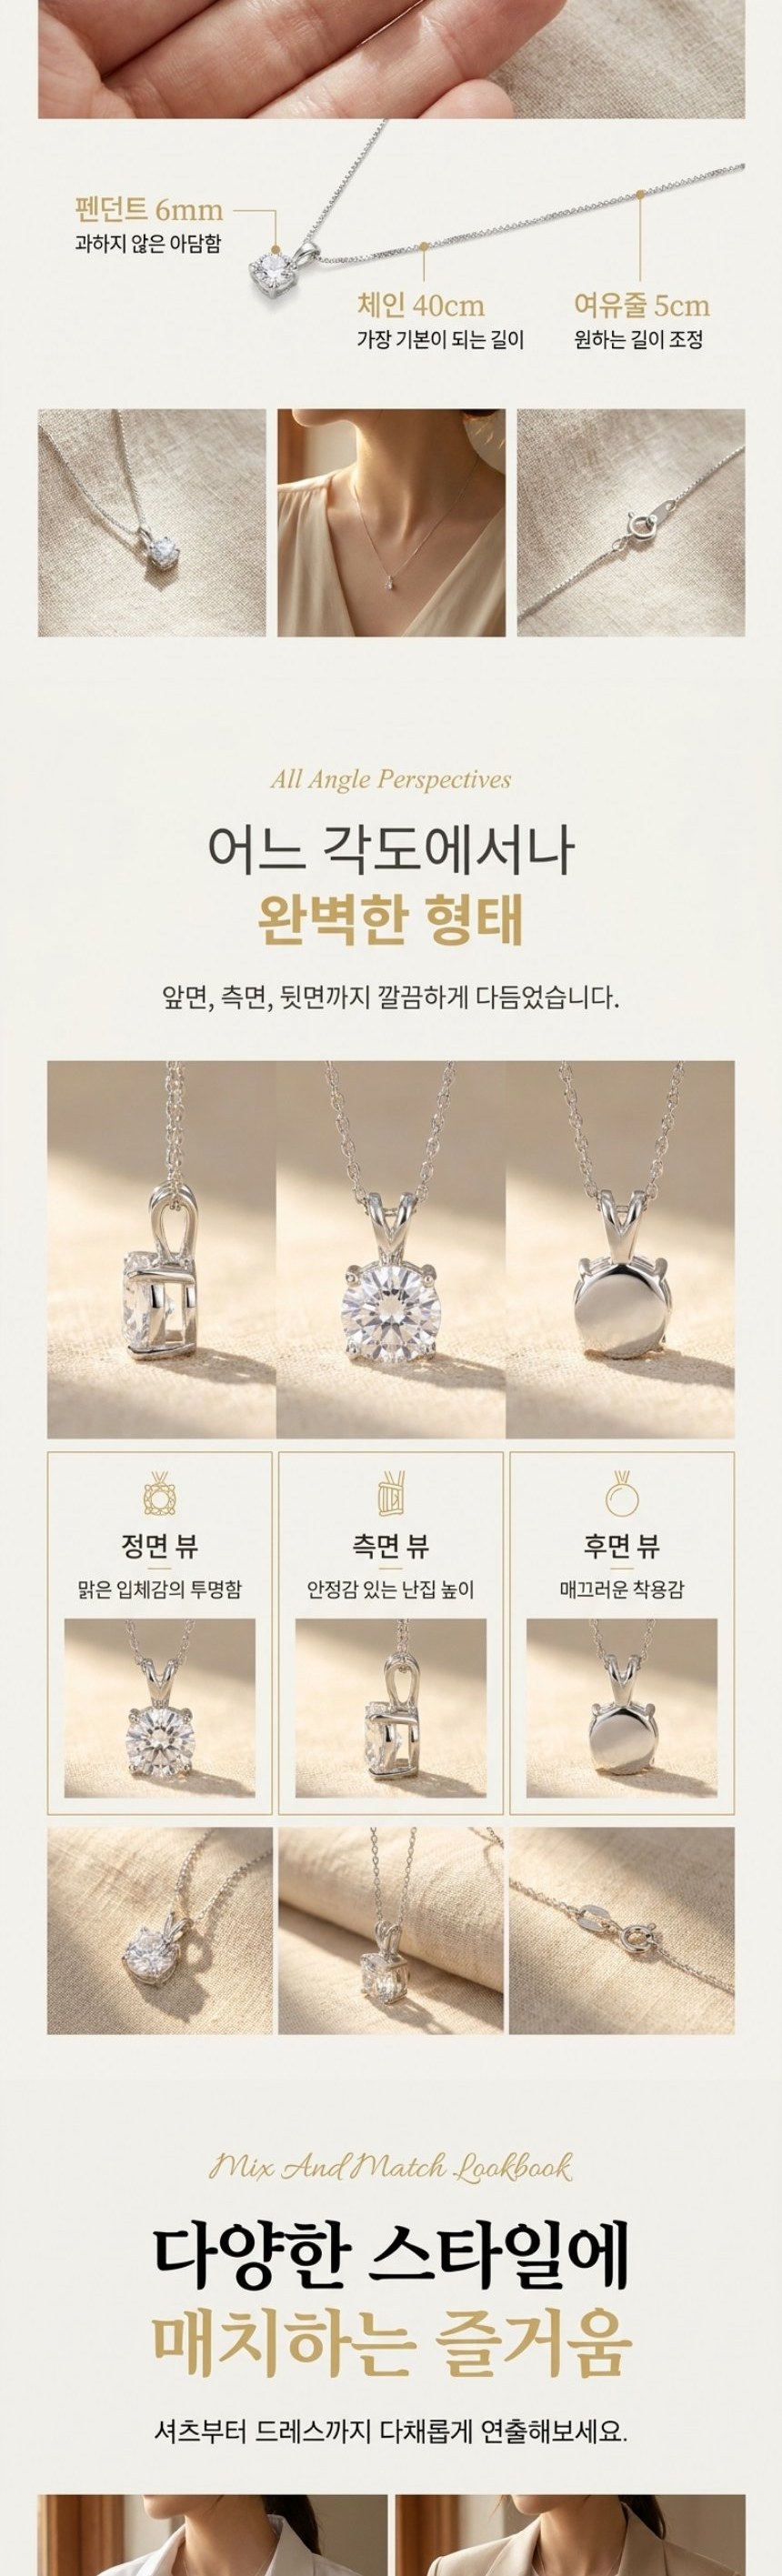 펜던트 6mm
과하지 않은 아담함
체인 40cm
가장 기본이 되는 길이
여유줄 5cm
원하는 길이 조정
All Angle Perspectives
어느 각도에서나
완벽한 형태
앞면, 측면, 뒷면까지 깔끔하게 다듬었습니다.
정면 뷰
맑은 입체감의 투명함
측면 뷰
안정감 있는 난집 높이
후면 뷰
매끄러운 착용감
Mix And Match Lookbook
다양한 스타일에
매치하는 즐거움
셔츠부터 드레스까지 다채롭게 연출해보세요.